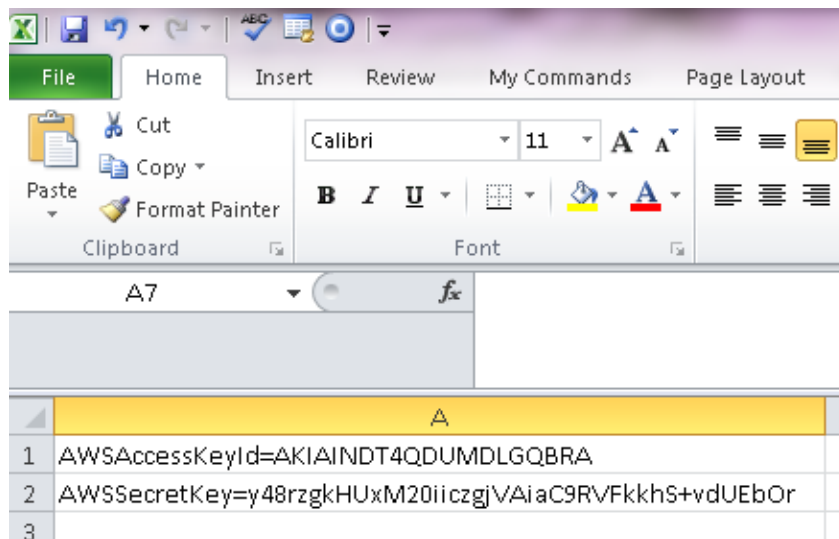 File Home Insert Review My Commands Page Layout
Cut
Copy
Format Painter
Paste
Calibri 11 A A
B I U A
Clipboard Font
A7 fx
A
1 AWSAccessKeyId=AKIAINDT4QDUMDLGQBRA
2 AWSSecretKey=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
3